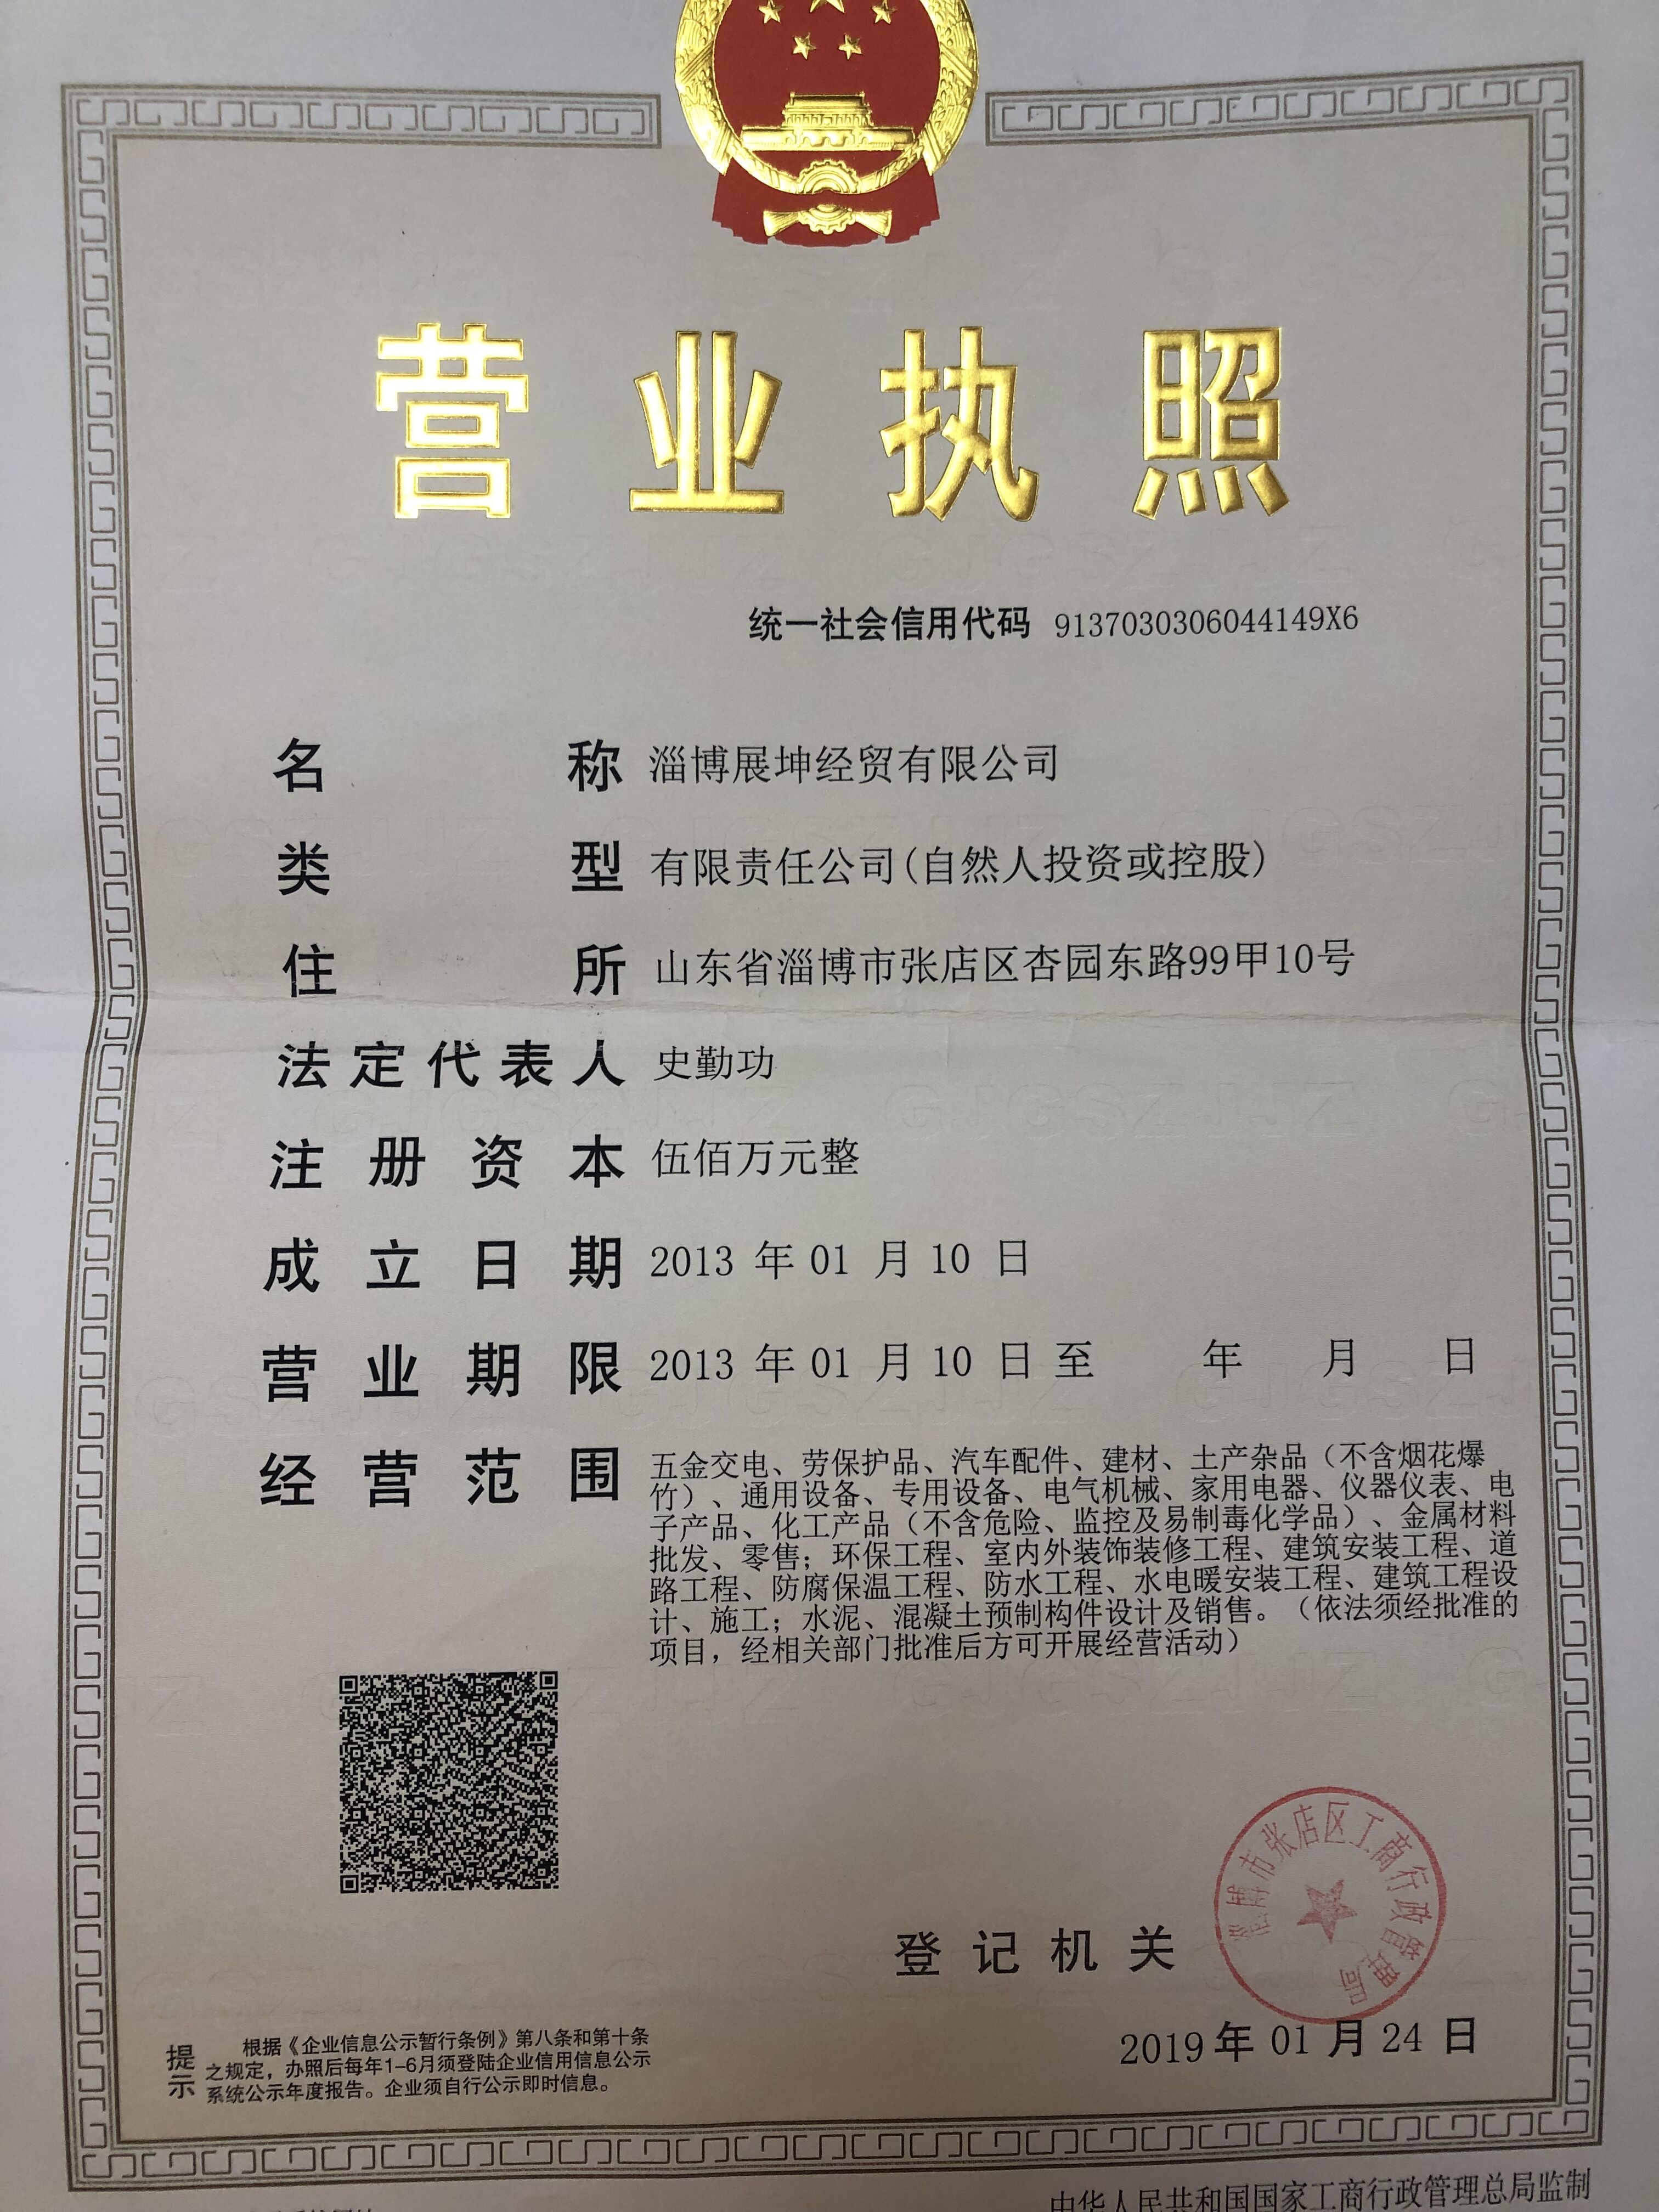 营业执照
统一社会信用代码 9137030306044149X6
名称 淄博展坤经贸有限公司
类型 有限责任公司(自然人投资或控股)
住所 山东省淄博市张店区杏园东路99甲10号
法定代表人 史勤功
注册资本 伍佰万元整
成立日期 2013 年 01 月 10 日
营业期限 2013 年 01 月 10 日 至 年 月 日
经营范围 五金交电、劳保护品、汽车配件、建材、土产杂品（不含烟花爆
竹）、通用设备、专用设备、电气机械、家用电器、仪器仪表、电
子产品、化工产品（不含危险、监控及易制毒化学品）、金属材料
批发、零售；环保工程、室内外装饰装修工程、建筑安装工程、道
路工程、防腐保温工程、防水工程、水电暖安装工程、建筑工程设
计、施工；水泥、混凝土预制构件设计及销售。（依法须经批准的
项目，经相关部门批准后方可开展经营活动）
淄博市张店区工商行政管理局
登记机关
2019 年 01 月 24 日
提示 根据《企业信息公示暂行条例》第八条和第十条
之规定，办照后每年1-6月须登陆企业信用信息公示
系统公示年度报告。企业须自行公示即时信息。
中华人民共和国国家工商行政管理总局监制